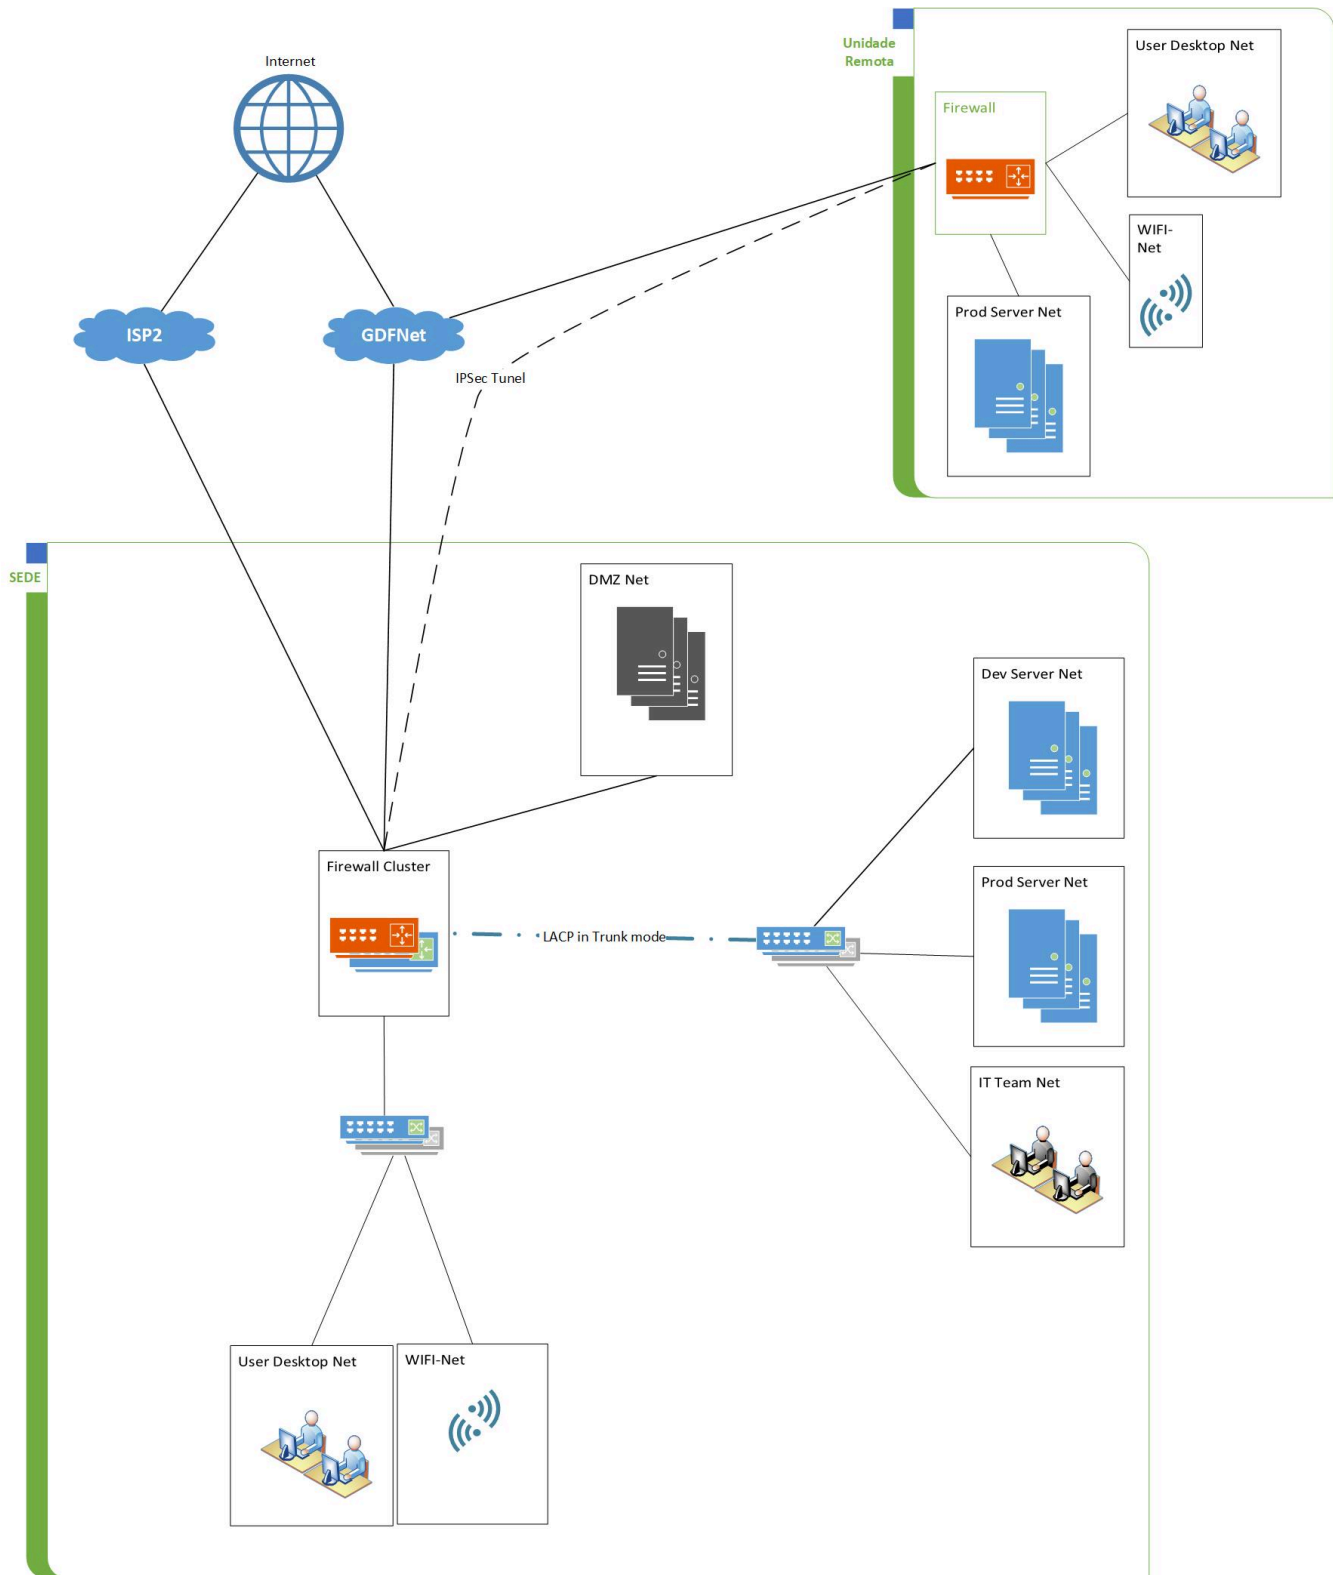 Internet
Unidade
Remota
User Desktop Net
Firewall
WIFI-
Net
Prod Server Net
ISP2
GDFNet
IPSec Tunel
SEDE
DMZ Net
Dev Server Net
Firewall Cluster
Prod Server Net
LACP in Trunk mode
IT Team Net
User Desktop Net
WIFI-Net